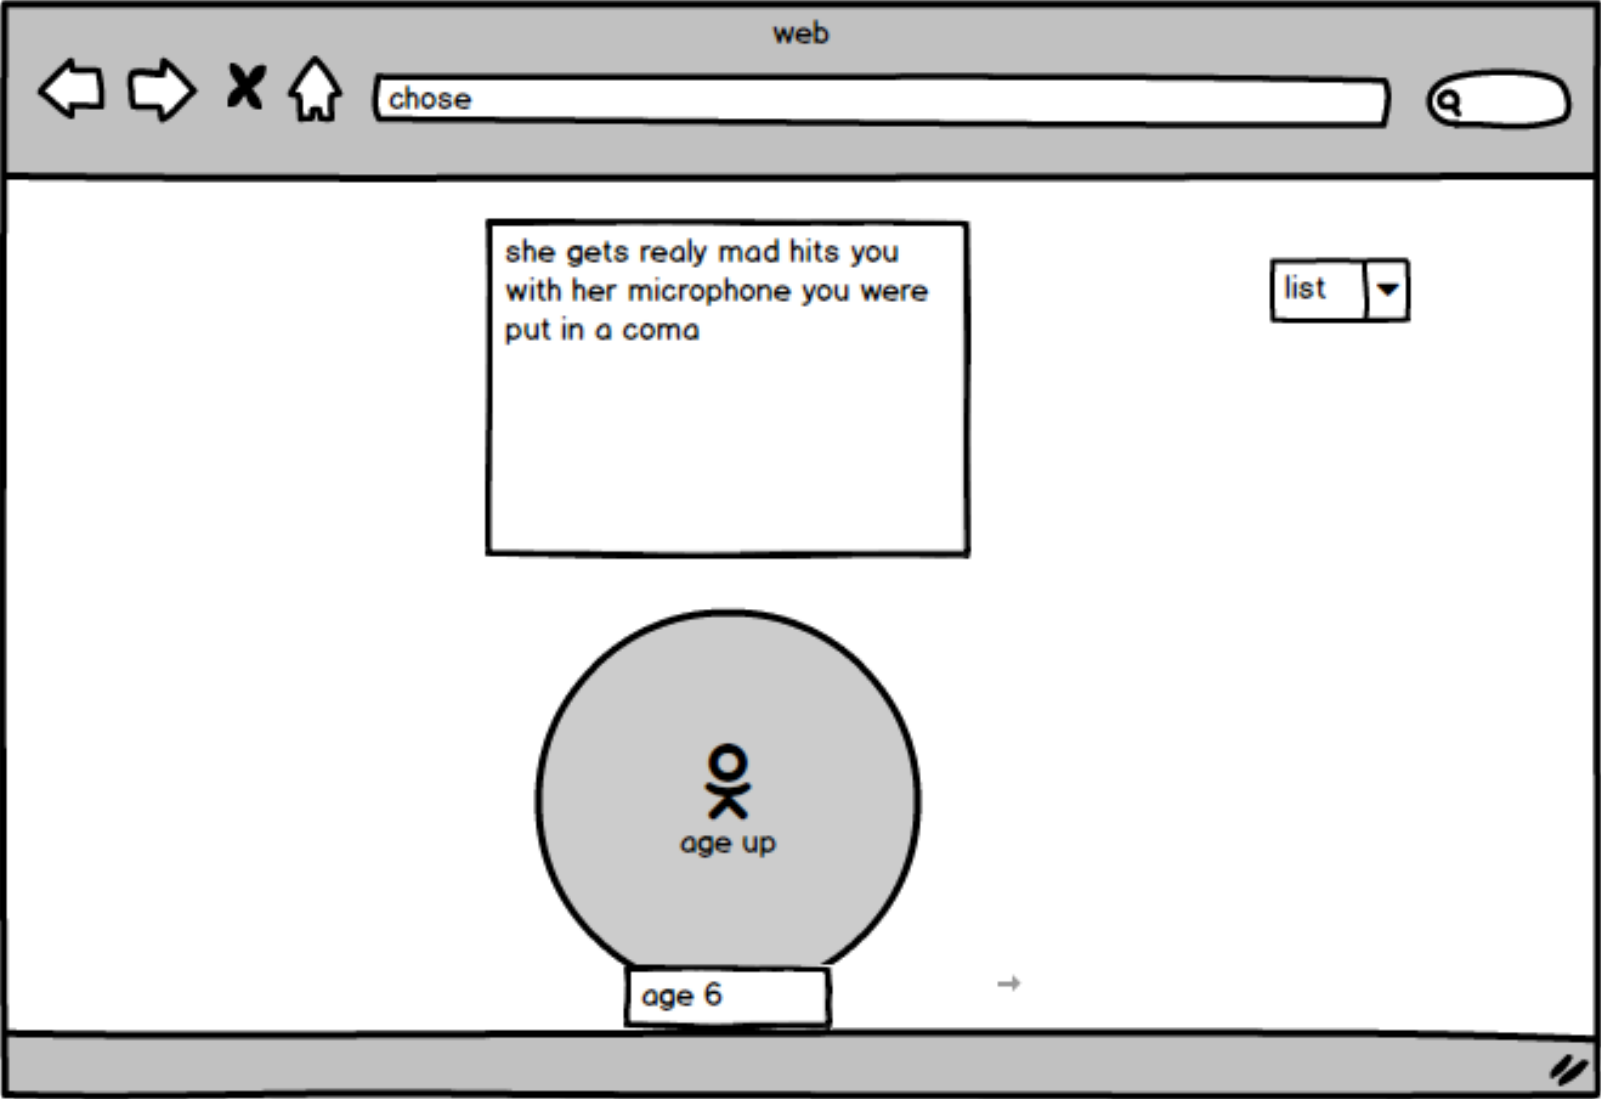 web
chose
she gets realy mad hits you
with her microphone you were
put in a coma
list
age up
age 6